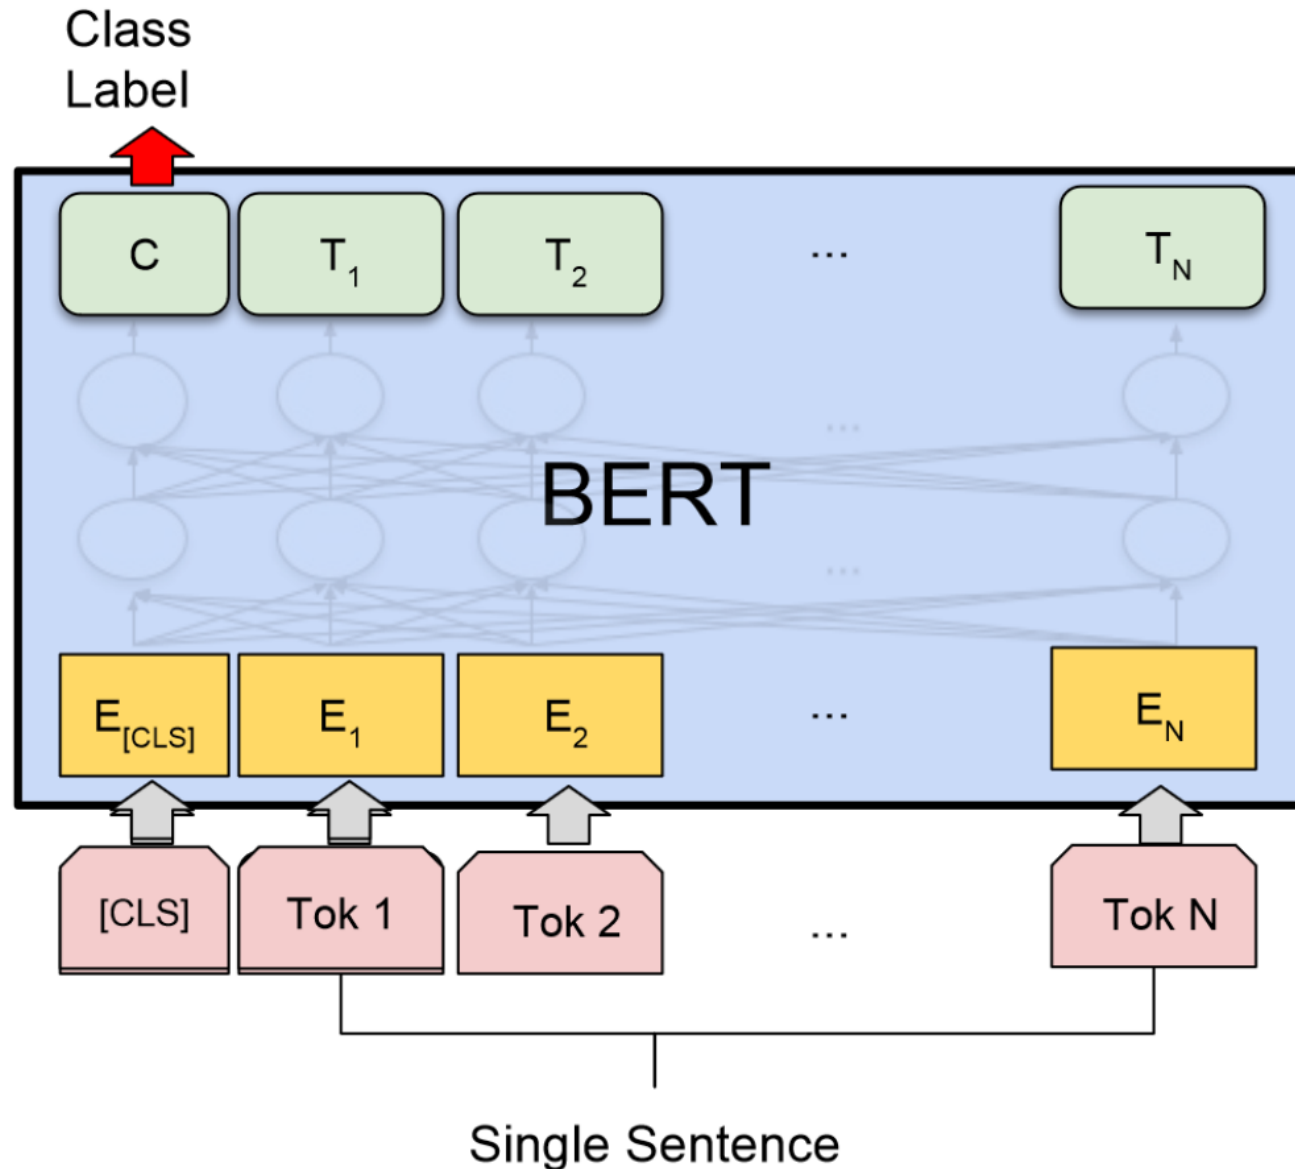 Class
Label
C T1 T2 ... TN
...
BERT
...
E[CLS] E1 E2 ... EN
[CLS] Tok 1 Tok 2 ... Tok N
Single Sentence